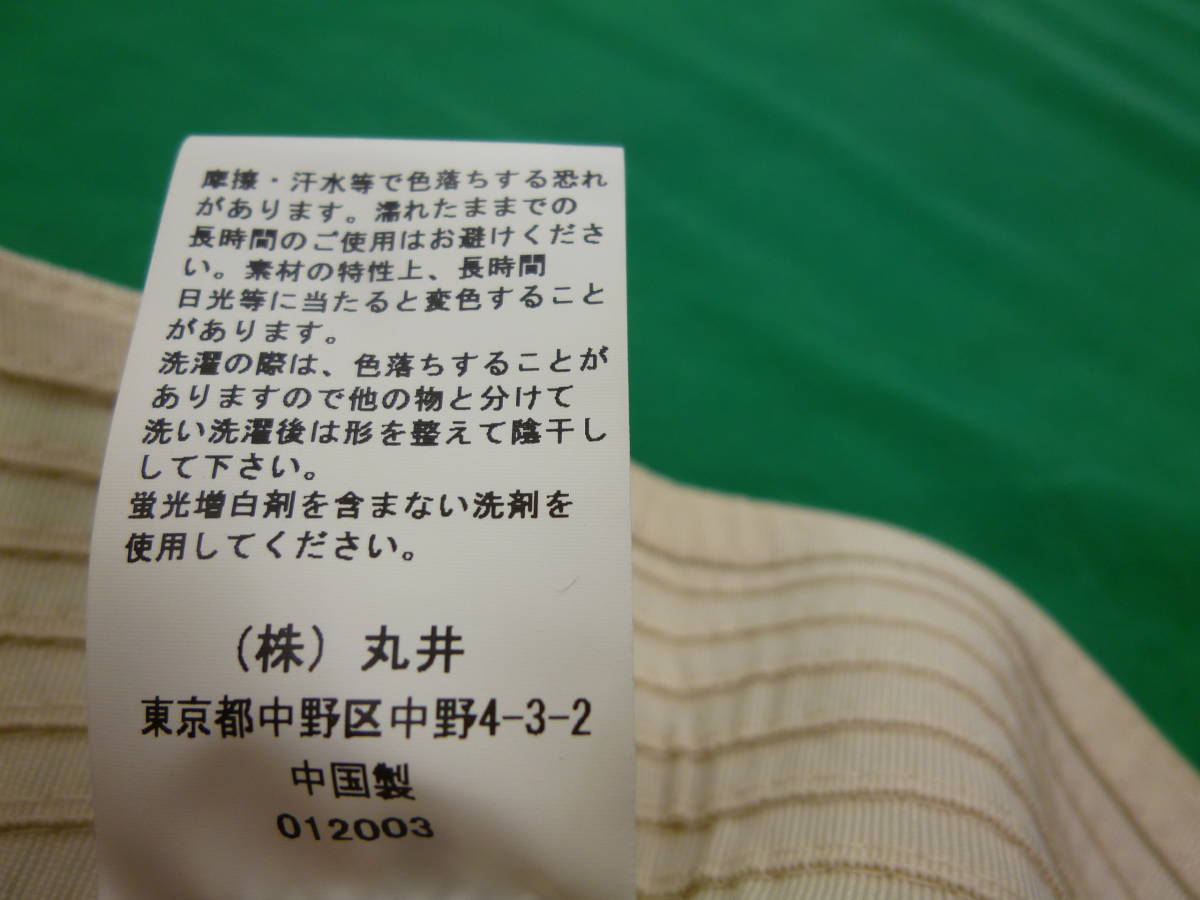 摩擦・汗水等で色落ちする恐れ
があります。濡れたままでの
長時間のご使用はお避けくださ
い。素材の特性上、長時間
日光等に当たると変色すること
があります。
洗濯の際は、色落ちすることが
ありますので他の物と分けて
洗い洗濯後は形を整えて陰干し
して下さい。
蛍光増白剤を含まない洗剤を
使用してください。
(株) 丸井
東京都中野区中野4-3-2
中国製
012003